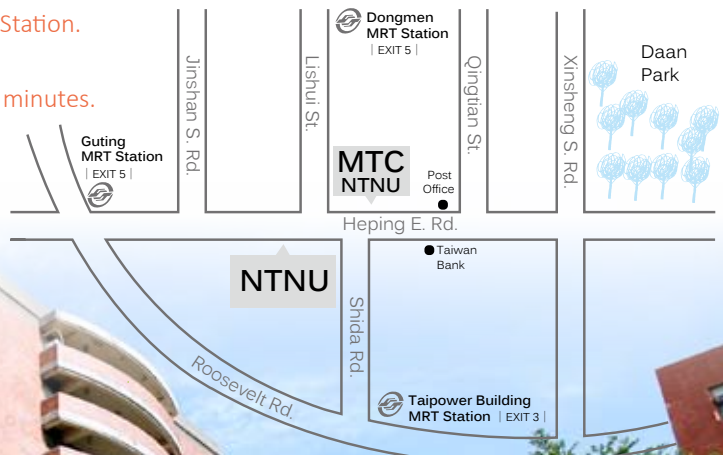 Station.
minutes.
Dongmen
MRT Station
| EXIT 5 |
Daan
Park
Jinshan S. Rd.
Lishui St.
Qingtian St.
Xinsheng S. Rd.
Guting
MRT Station
| EXIT 5 |
MTC
NTNU
Post
Office
Heping E. Rd.
Taiwan
Bank
NTNU
Shida Rd.
Roosevelt Rd.
Taipower Building
MRT Station | EXIT 3 |